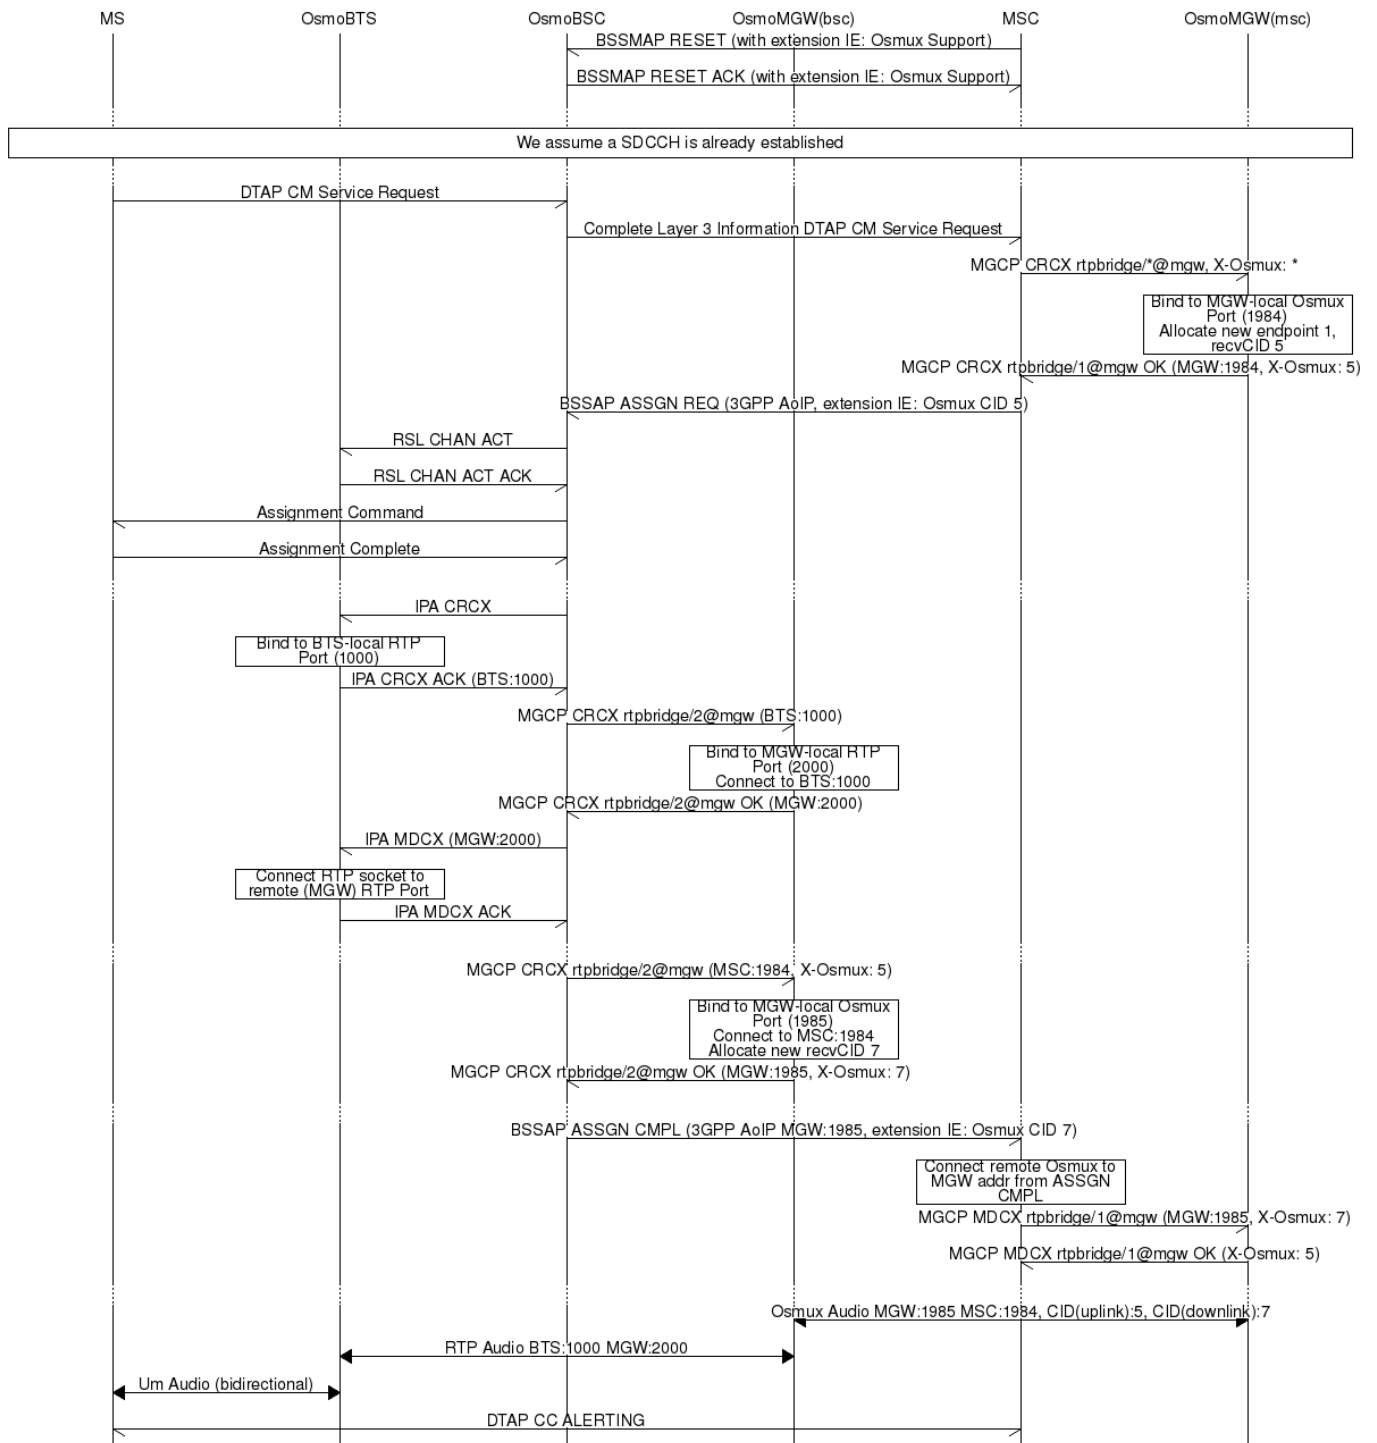 MS OsmoBTS OsmoBSC OsmoMGW(bsc) MSC OsmoMGW(msc)
BSSMAP RESET (with extension IE: Osmux Support)
BSSMAP RESET ACK (with extension IE: Osmux Support)
We assume a SDCCH is already established
DTAP CM Service Request
Complete Layer 3 Information DTAP CM Service Request
MGCP CRCX rtpbridge/*@mgw, X-Osmux: *
Bind to MGW-local Osmux
Port (1984)
Allocate new endpoint 1,
recvCID 5
MGCP CRCX rtpbridge/1@mgw OK (MGW:1984, X-Osmux: 5)
BSSAP ASSGN REQ (3GPP AoIP, extension IE: Osmux CID 5)
RSL CHAN ACT
RSL CHAN ACT ACK
Assignment Command
Assignment Complete
IPA CRCX
Bind to BTS-local RTP
Port (1000)
IPA CRCX ACK (BTS:1000)
MGCP CRCX rtpbridge/2@mgw (BTS:1000)
Bind to MGW-local RTP
Port (2000)
Connect to BTS:1000
MGCP CRCX rtpbridge/2@mgw OK (MGW:2000)
IPA MDCX (MGW:2000)
Connect RTP socket to
remote (MGW) RTP Port
IPA MDCX ACK
MGCP CRCX rtpbridge/2@mgw (MSC:1984, X-Osmux: 5)
Bind to MGW-local Osmux
Port (1985)
Connect to MSC:1984
Allocate new recvCID 7
MGCP CRCX rtpbridge/2@mgw OK (MGW:1985, X-Osmux: 7)
BSSAP ASSGN CMPL (3GPP AoIP MGW:1985, extension IE: Osmux CID 7)
Connect remote Osmux to
MGW addr from ASSGN
CMPL
MGCP MDCX rtpbridge/1@mgw (MGW:1985, X-Osmux: 7)
MGCP MDCX rtpbridge/1@mgw OK (X-Osmux: 5)
Osmux Audio MGW:1985 MSC:1984, CID(uplink):5, CID(downlink):7
RTP Audio BTS:1000 MGW:2000
Um Audio (bidirectional)
DTAP CC ALERTING